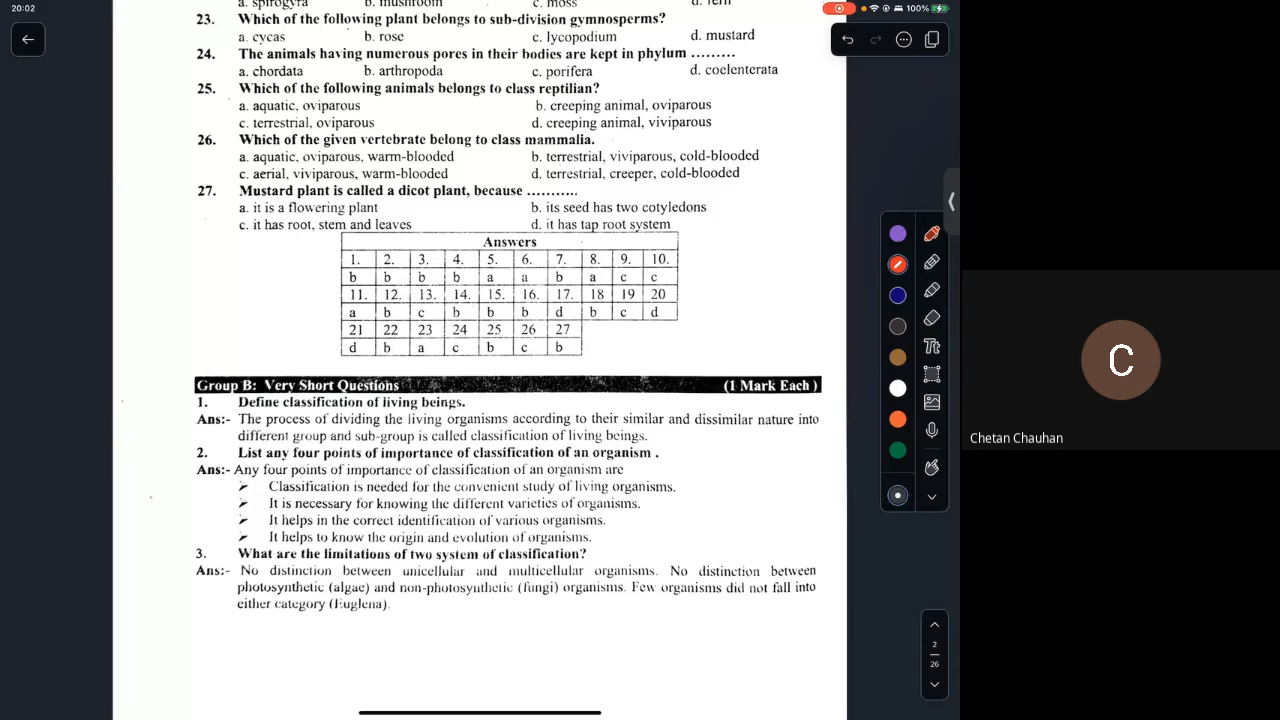 20:02
100%
a. spirogyra b. mushroom c. moss d. fern
23. Which of the following plant belongs to sub-division gymnosperms?
a. cycas b. rose c. lycopodium d. mustard
24. The animals having numerous pores in their bodies are kept in phylum .........
a. chordata b. arthropoda c. porifera d. coelenterata
25. Which of the following animals belongs to class reptilian?
a. aquatic, oviparous b. creeping animal, oviparous
c. terrestrial, oviparous d. creeping animal, viviparous
26. Which of the given vertebrate belong to class mammalia.
a. aquatic, oviparous, warm-blooded b. terrestrial, viviparous, cold-blooded
c. aerial, viviparous, warm-blooded d. terrestrial, creeper, cold-blooded
27. Mustard plant is called a dicot plant, because ...........
a. it is a flowering plant b. its seed has two cotyledons
c. it has root, stem and leaves d. it has tap root system
Answers
1. 2. 3. 4. 5. 6. 7. 8. 9. 10.
b b b b a a b a c c
11. 12. 13. 14. 15. 16. 17. 18 19 20
a b c b b b d b c d
21 22 23 24 25 26 27
d b a c b c b
Group B: Very Short Questions (1 Mark Each)
1. Define classification of living beings.
Ans:- The process of dividing the living organisms according to their similar and dissimilar nature into
different group and sub-group is called classification of living beings.
2. List any four points of importance of classification of an organism .
Ans:- Any four points of importance of classification of an organism are
➢ Classification is needed for the convenient study of living organisms.
➢ It is necessary for knowing the different varieties of organisms.
➢ It helps in the correct identification of various organisms.
➢ It helps to know the origin and evolution of organisms.
3. What are the limitations of two system of classification?
Ans:- No distinction between unicellular and multicellular organisms. No distinction between
photosynthetic (algae) and non-photosynthetic (fungi) organisms. Few organisms did not fall into
either category (Euglena).
Tt
2
26
C
Chetan Chauhan